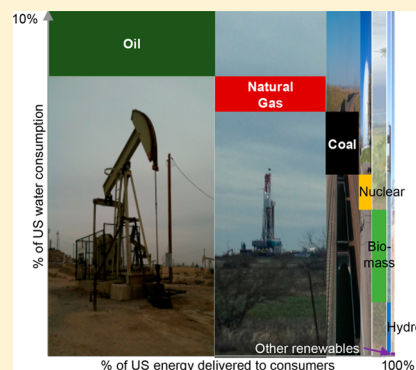 10%
Oil
Natural
Gas
Coal
Nuclear
Bio-
mass
Hydro
Other renewables
% of US water consumption
% of US energy delivered to consumers
100%